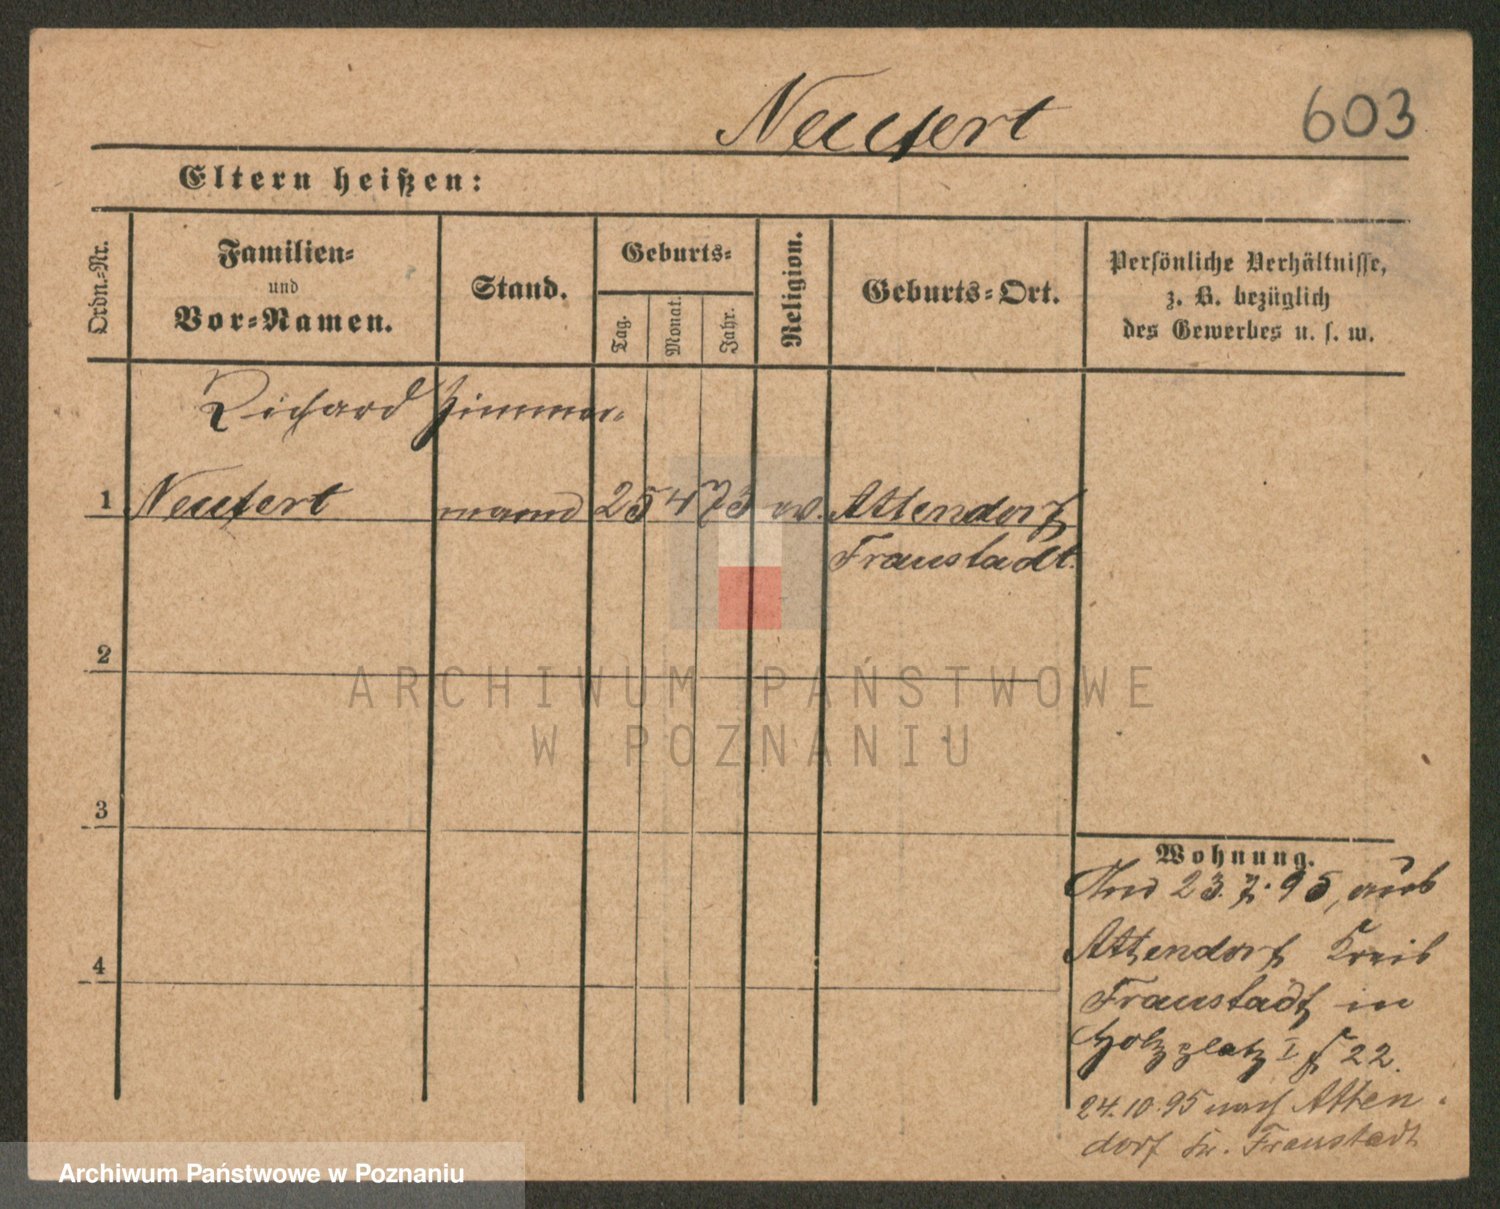 Neufert
603
Eltern heißen:
Ordn.-Nr.
Familien-
und
Vor-Namen.
Stand.
Geburts-
Tag.
Monat.
Jahr.
Religion.
Geburts-Ort.
Persönliche Verhältnisse,
z. B. bezüglich
des Gewerbes u. s. w.
Richard Zimmer-
1 Neufert mann 25 4 73 ev. Attendorf
Fraustadt.
2
ARCHIWUM PAŃSTWOWE
W POZNANIU
3
4
Wohnung.
23.7.95, aus
Attendorf Kreis
Fraustadt in
Holzplatz I 22.
24.10.95 nach Atten-
dorf Kr. Fraustadt
Archiwum Państwowe w Poznaniu